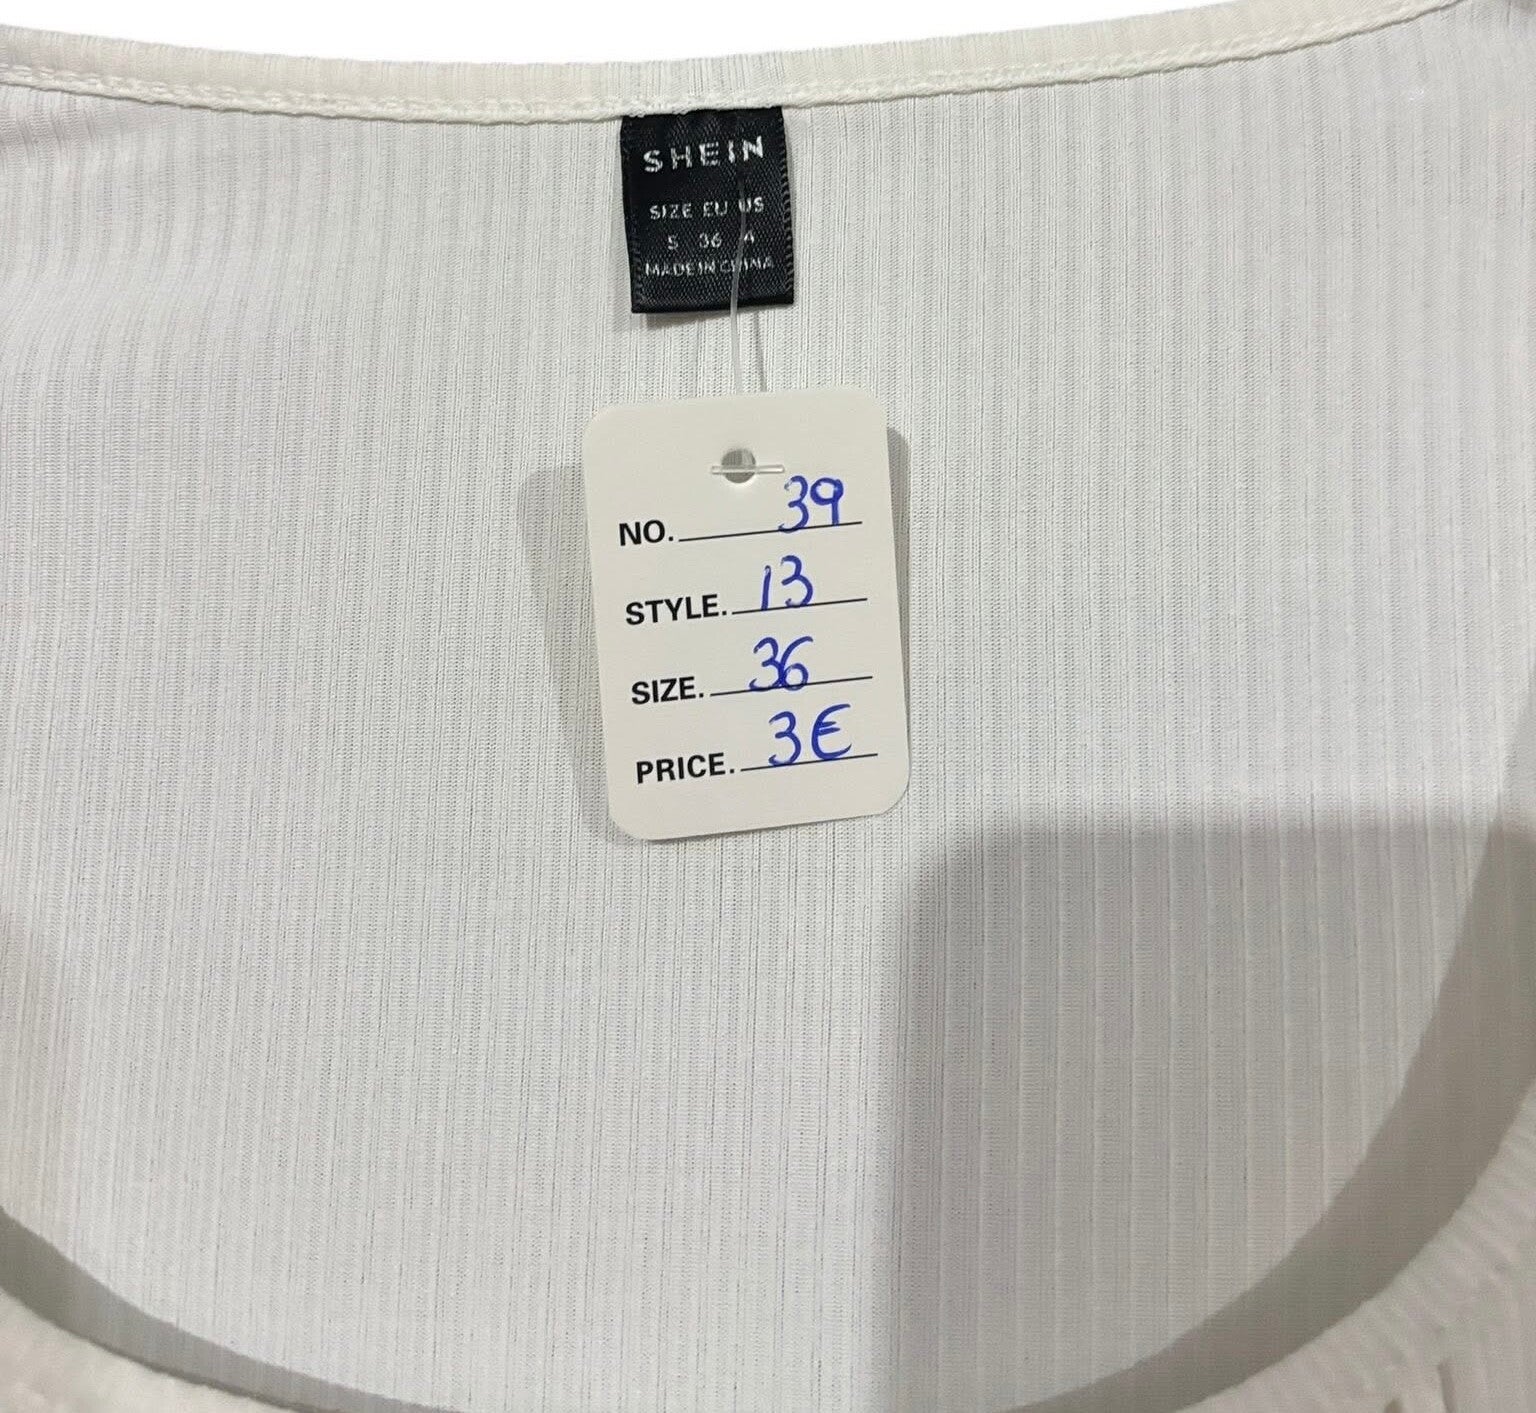 SHEIN
SIZE EU US
S 36 4
MADE IN CHINA
NO. 39
STYLE. 13
SIZE. 36
PRICE. 3€